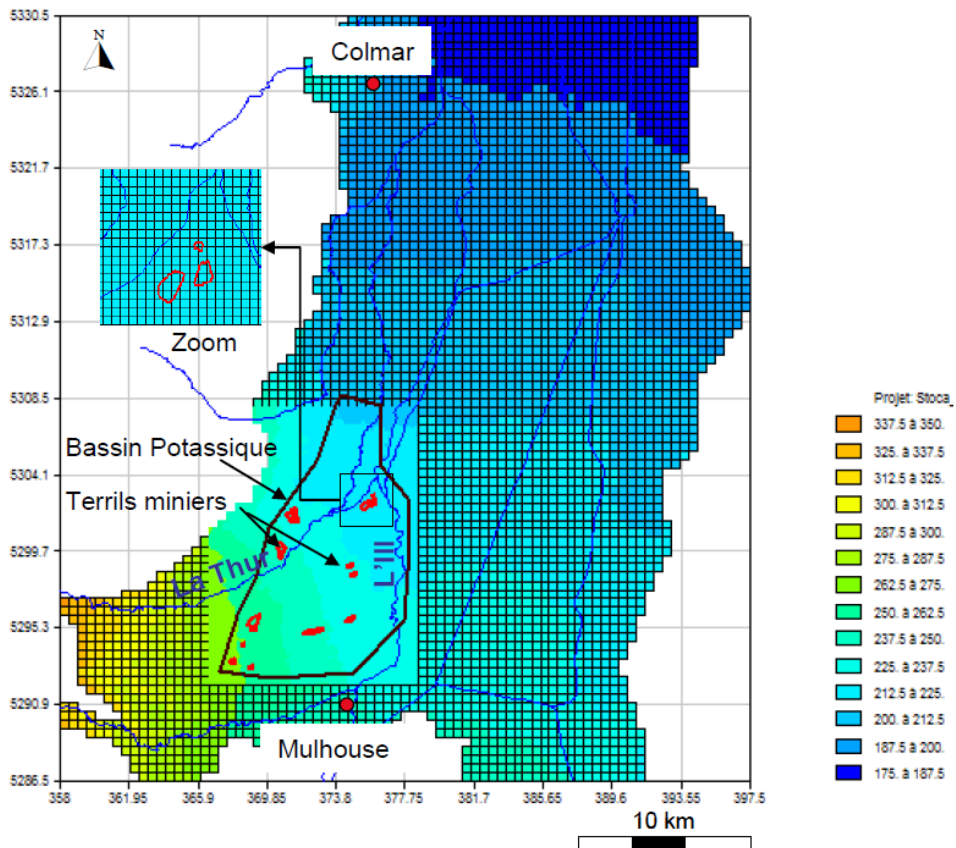 5330.5
N
Colmar
5326.1
5321.7
5317.3
5312.9
Zoom
5308.5
Projet: Stoca_
337.5 à 350.
325. à 337.5
312.5 à 325.
300. à 312.5
287.5 à 300.
275. à 287.5
262.5 à 275.
250. à 262.5
237.5 à 250.
225. à 237.5
212.5 à 225.
200. à 212.5
187.5 à 200.
175. à 187.5
Bassin Potassique
5304.1
Terrils miniers
5299.7
La Thur
L'Ill
5295.3
5290.9
Mulhouse
5286.5
358 361.95 365.9 369.85 373.8 377.75 381.7 385.65 389.6 393.55 397.5
10 km